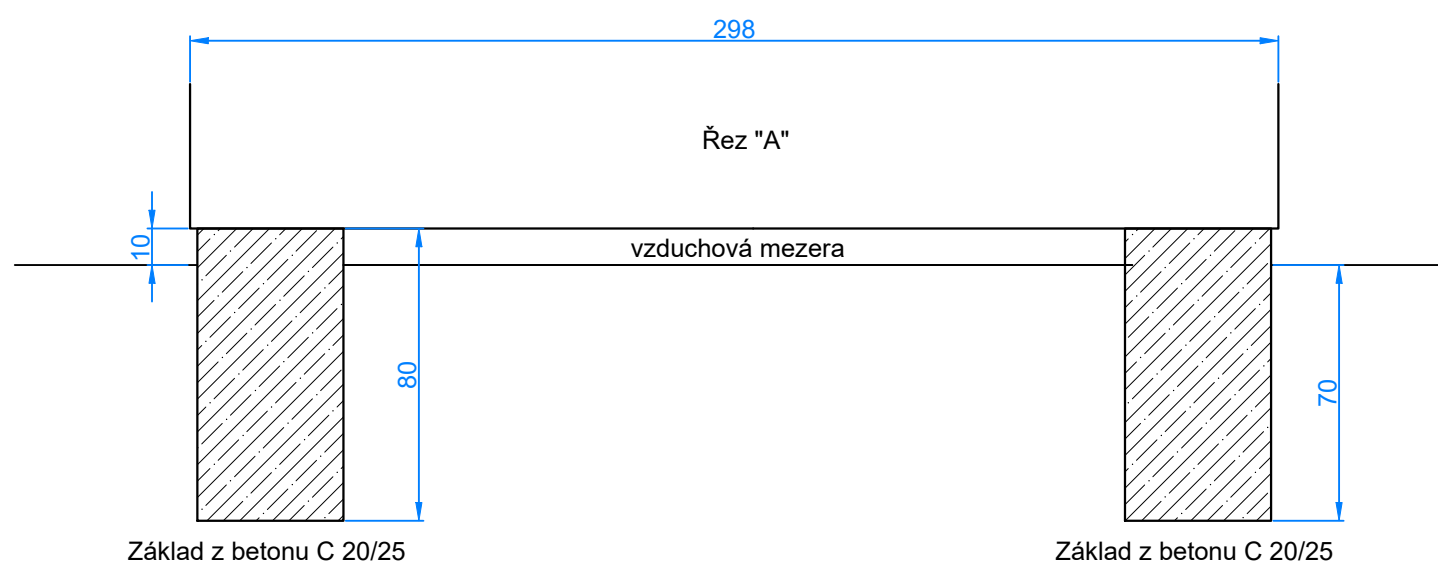 298
Řez "A"
10
vzduchová mezera
80
70
Základ z betonu C 20/25
Základ z betonu C 20/25